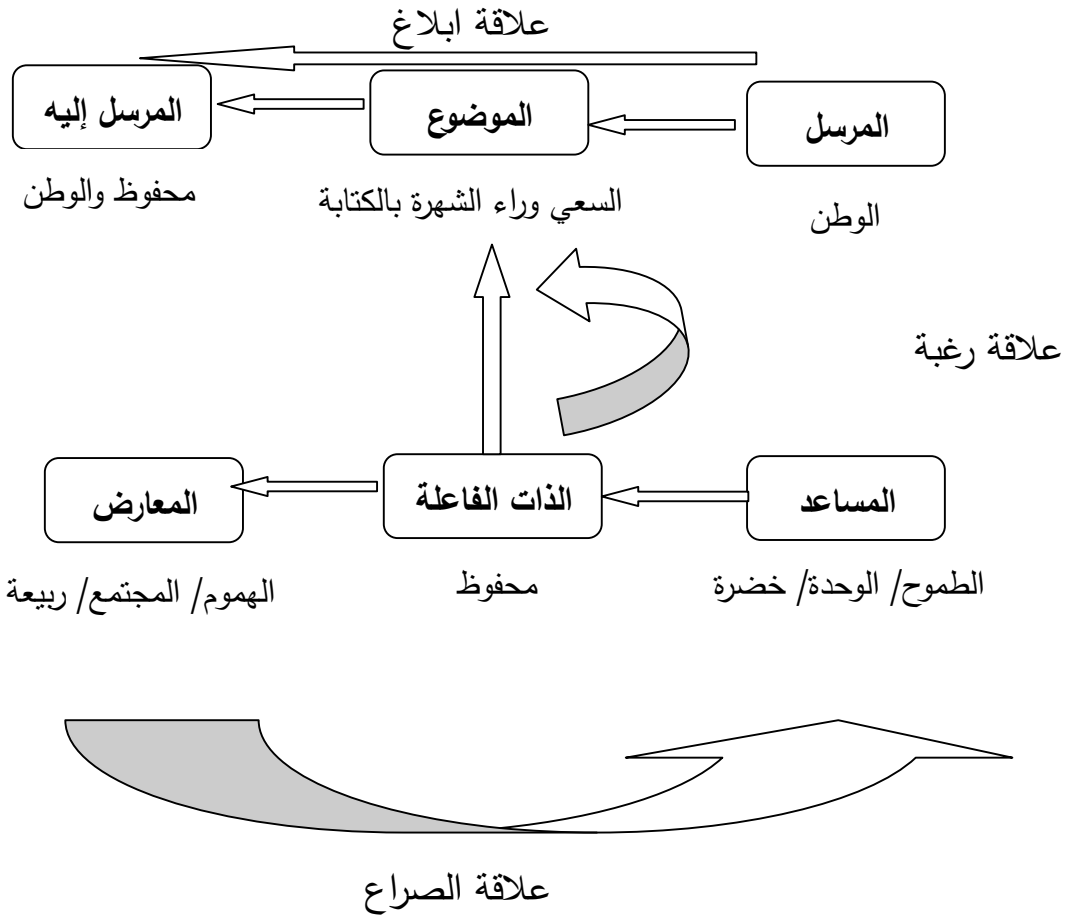 علاقة ابلاغ
المرسل
الموضوع
المرسل إليه
الوطن
السعي وراء الشهرة بالكتابة
محفوظ والوطن
علاقة رغبة
المساعد
الذات الفاعلة
المعارض
الطموح/ الوحدة/ خضرة
محفوظ
الهموم/ المجتمع/ ربيعة
علاقة الصراع